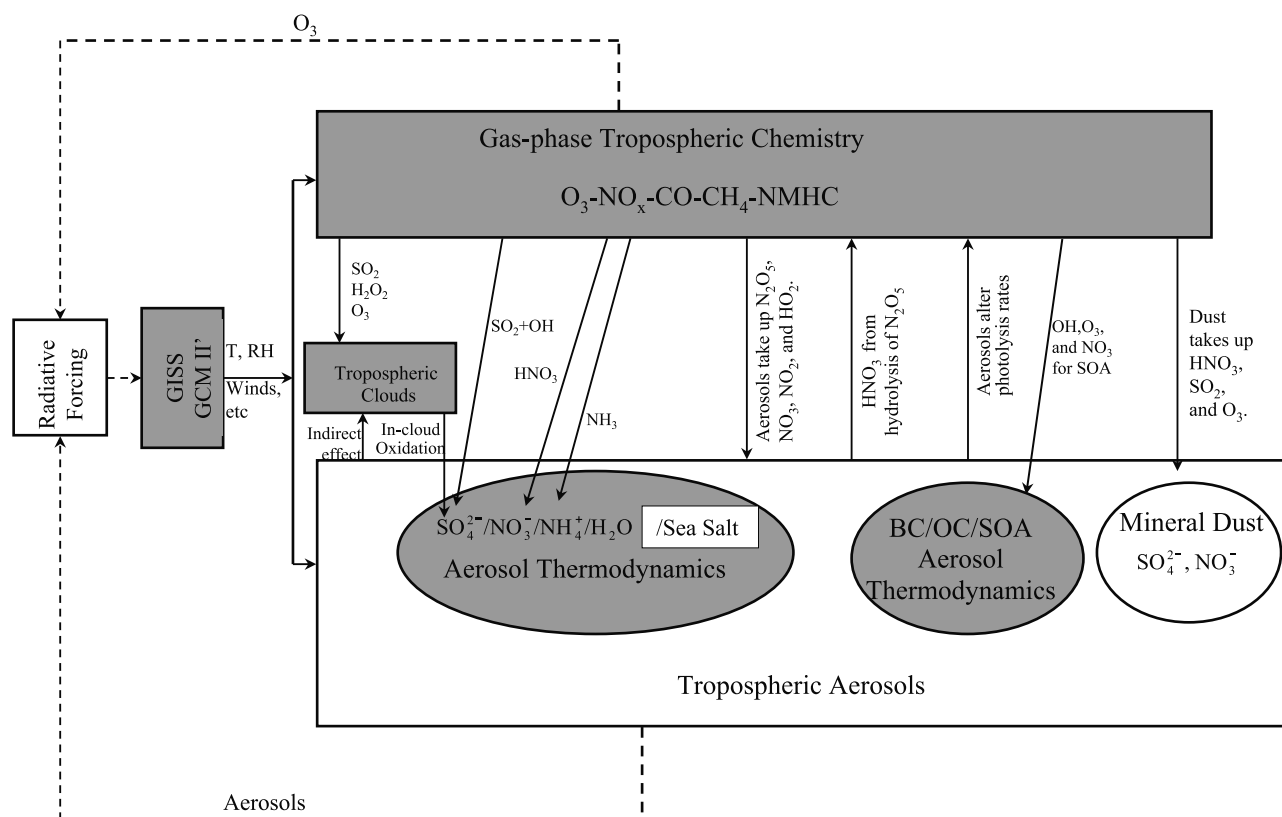 O₃
Gas-phase Tropospheric Chemistry
O₃-NOₓ-CO-CH₄-NMHC
SO₂
H₂O₂
O₃
SO₂+OH
HNO₃
NH₃
Aerosols take up N₂O₅,
NO₃, NO₂, and HO₂.
HNO₃ from
hydrolysis of N₂O₅
Aerosols alter
photolysis rates
OH,O₃,
and NO₃
for SOA
Dust
takes up
HNO₃,
SO₂,
and O₃.
Radiative
Forcing
GISS
GCM II'
T, RH
Winds,
etc
Tropospheric
Clouds
Indirect
effect
In-cloud
Oxidation
SO₄²⁻/NO₃⁻/NH₄⁺/H₂O /Sea Salt
Aerosol Thermodynamics
BC/OC/SOA
Aerosol
Thermodynamics
Mineral Dust
SO₄²⁻, NO₃⁻
Tropospheric Aerosols
Aerosols